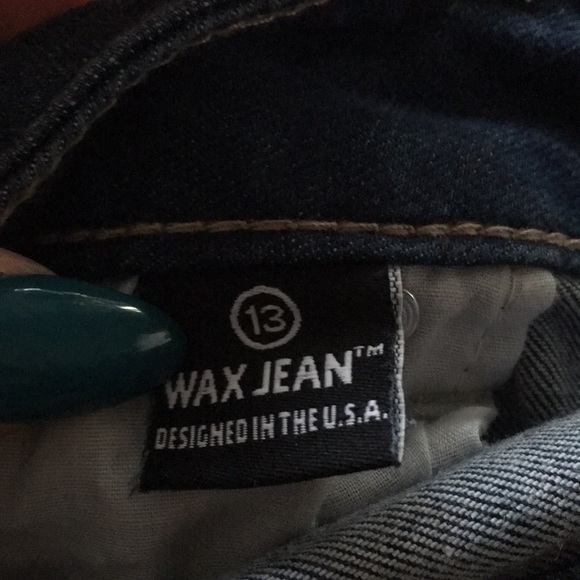 13
WAX JEAN™
DESIGNED IN THE U.S.A.